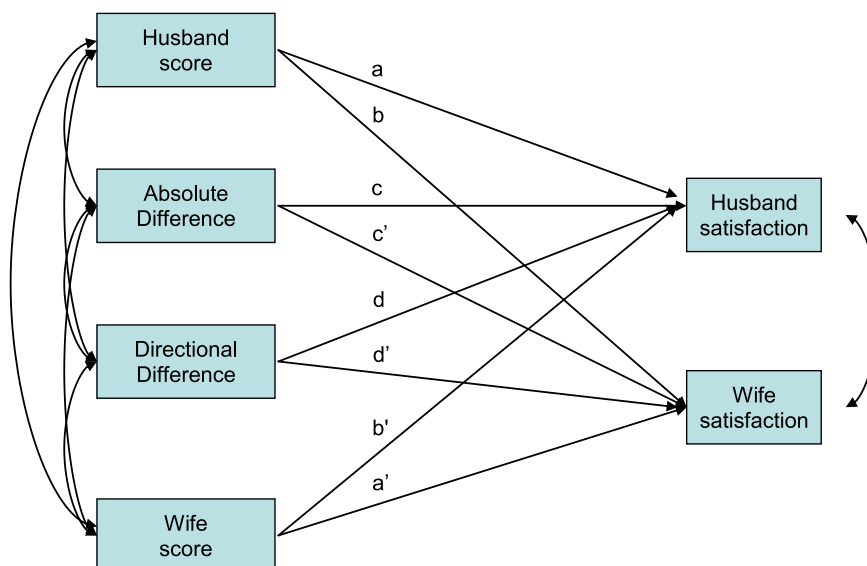 Husband
score
Absolute
Difference
Directional
Difference
Wife
score
a
b
c
c’
d
d’
b'
a’
Husband
satisfaction
Wife
satisfaction